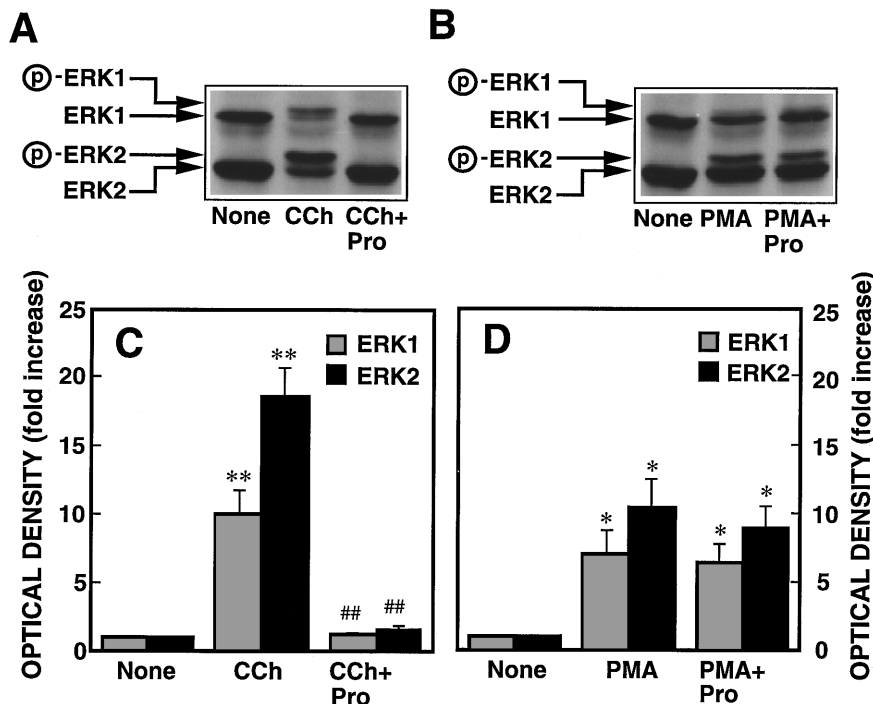 A
ⓟ-ERK1
ERK1
ⓟ-ERK2
ERK2
None CCh CCh+
Pro
B
ⓟ-ERK1
ERK1
ⓟ-ERK2
ERK2
None PMA PMA+
Pro
OPTICAL DENSITY (fold increase)
25
20
15
10
5
0
C
ERK1
ERK2
**
**
##
##
None CCh CCh+
Pro
D
ERK1
ERK2
*
*
*
*
None PMA PMA+
Pro
25
20
15
10
5
0
OPTICAL DENSITY (fold increase)